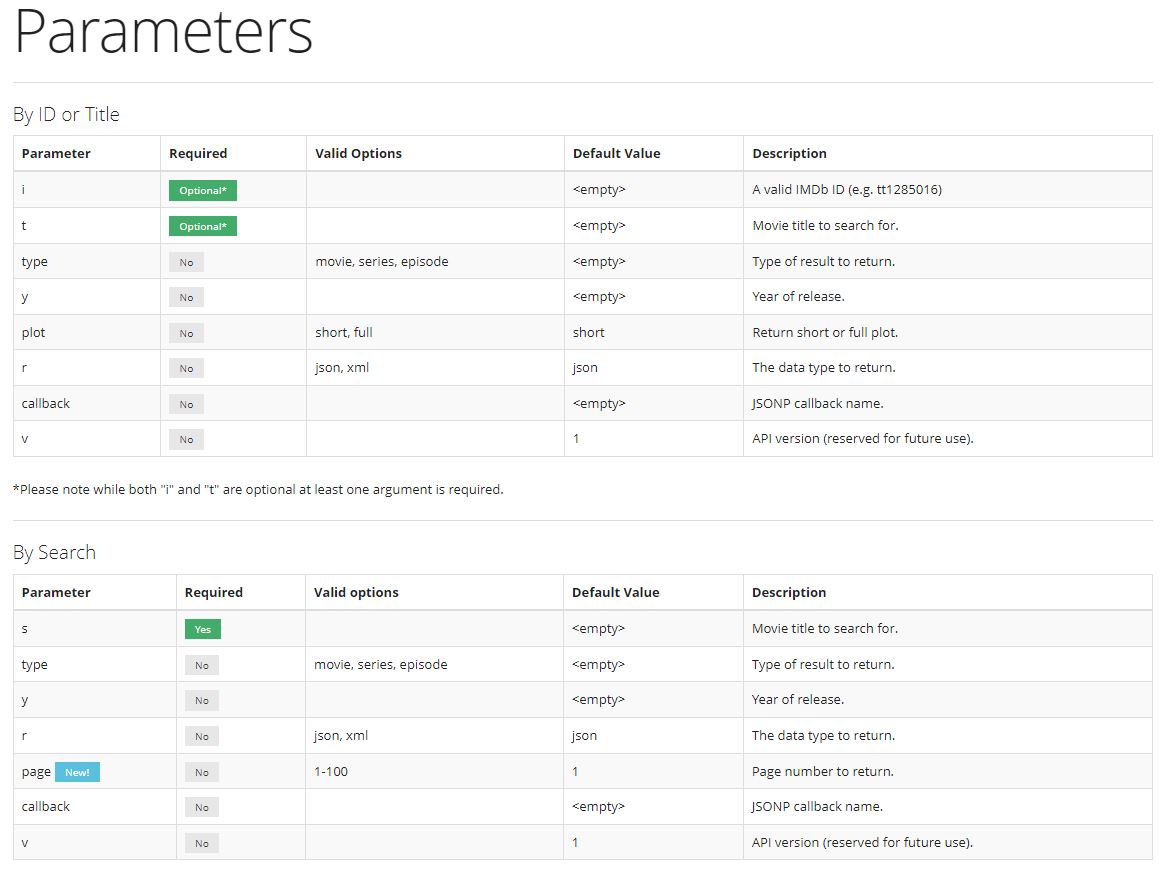 Parameters
By ID or Title
Parameter Required Valid Options Default Value Description
i Optional* <empty> A valid IMDb ID (e.g. tt1285016)
t Optional* <empty> Movie title to search for.
type No movie, series, episode <empty> Type of result to return.
y No <empty> Year of release.
plot No short, full short Return short or full plot.
r No json, xml json The data type to return.
callback No <empty> JSONP callback name.
v No 1 API version (reserved for future use).
*Please note while both "i" and "t" are optional at least one argument is required.
By Search
Parameter Required Valid options Default Value Description
s Yes <empty> Movie title to search for.
type No movie, series, episode <empty> Type of result to return.
y No <empty> Year of release.
r No json, xml json The data type to return.
page New! No 1-100 1 Page number to return.
callback No <empty> JSONP callback name.
v No 1 API version (reserved for future use).